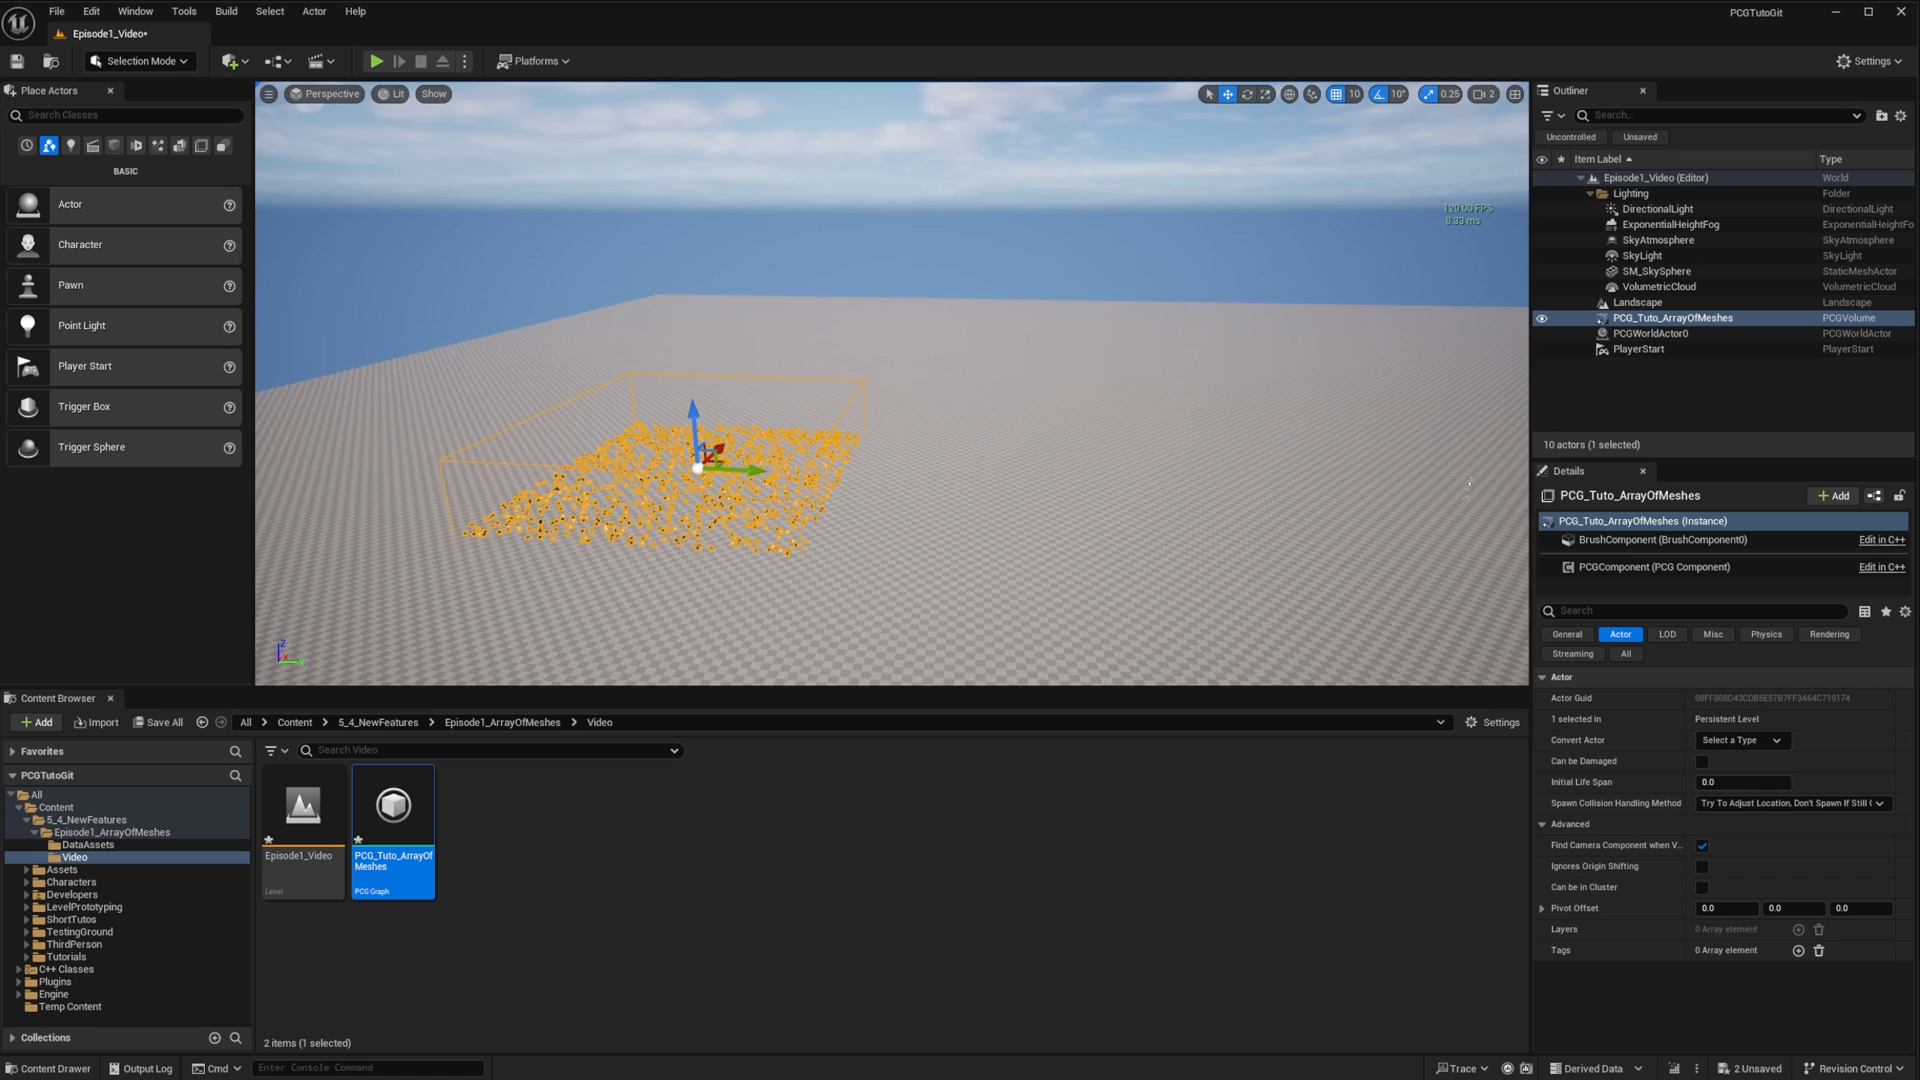 File Edit Window Tools Build Select Actor Help
PCGTutoGit
Episode1_Video*
Selection Mode
Platforms
Settings
Place Actors
Search Classes
BASIC
Actor
Character
Pawn
Point Light
Player Start
Trigger Box
Trigger Sphere
Perspective Lit Show
10 10° 0.25 2
120.00 FPS
8.33 ms
Z
X Y
Outliner
Search...
Uncontrolled Unsaved
Item Label Type
Episode1_Video (Editor) World
Lighting Folder
DirectionalLight DirectionalLight
ExponentialHeightFog ExponentialHeightFo
SkyAtmosphere SkyAtmosphere
SkyLight SkyLight
SM_SkySphere StaticMeshActor
VolumetricCloud VolumetricCloud
Landscape Landscape
PCG_Tuto_ArrayOfMeshes PCGVolume
PCGWorldActor0 PCGWorldActor
PlayerStart PlayerStart
10 actors (1 selected)
Details
PCG_Tuto_ArrayOfMeshes
Add
PCG_Tuto_ArrayOfMeshes (Instance)
BrushComponent (BrushComponent0) Edit in C++
PCGComponent (PCG Component) Edit in C++
Search
General Actor LOD Misc Physics Rendering
Streaming All
Actor
Actor Guid
1 selected in Persistent Level
Convert Actor Select a Type
Can be Damaged
Initial Life Span 0.0
Spawn Collision Handling Method Try To Adjust Location, Don't Spawn If Still (
Advanced
Find Camera Component when V...
Ignores Origin Shifting
Can be in Cluster
Pivot Offset 0.0 0.0 0.0
Layers 0 Array element
Tags 0 Array element
Content Browser
Add Import Save All All Content 5_4_NewFeatures Episode1_ArrayOfMeshes Video Settings
Favorites
PCGTutoGit
All
Content
5_4_NewFeatures
Episode1_ArrayOfMeshes
DataAssets
Video
Assets
Characters
Developers
LevelPrototyping
ShortTutos
TestingGround
ThirdPerson
Tutorials
C++ Classes
Plugins
Engine
Temp Content
Collections
Search Video
Episode1_Video
Level
PCG_Tuto_ArrayOf
Meshes
PCG Graph
2 items (1 selected)
Content Drawer Output Log Cmd Enter Console Command
Trace Derived Data 2 Unsaved Revision Control